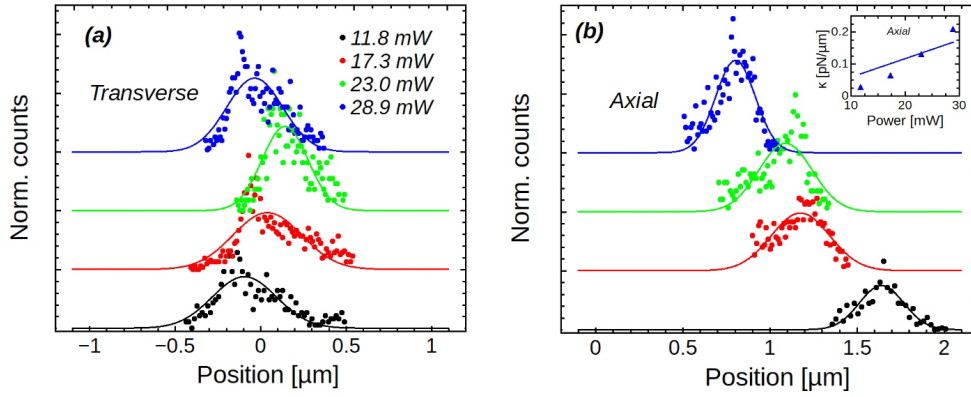 (a)
Transverse
11.8 mW
17.3 mW
23.0 mW
28.9 mW
Norm. counts
−1
−0.5
0
0.5
1
Position [µm]
(b)
Axial
Norm. counts
0
0.5
1
1.5
2
Position [µm]
Axial
κ [pN/µm]
0.2
0.1
0
10
20
30
Power [mW]